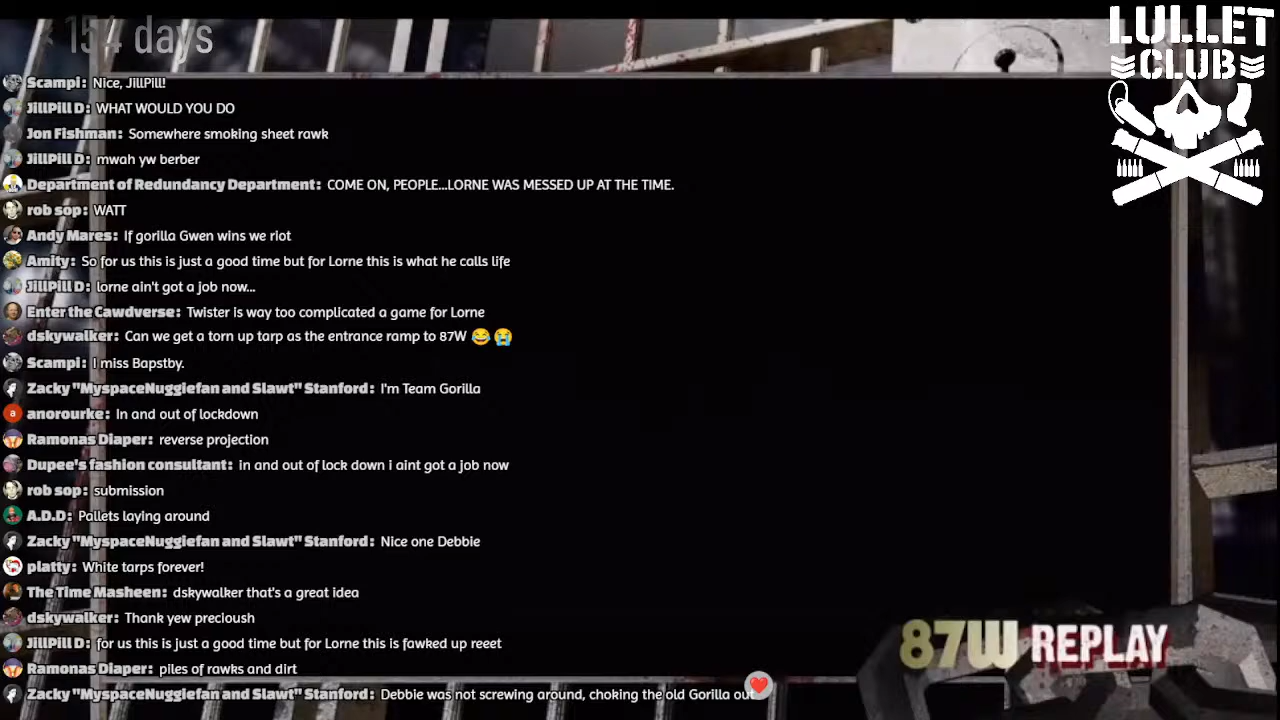 154 days
LULLET
CLUB
Scampi: Nice, JillPill!
JillPill D: WHAT WOULD YOU DO
Jon Fishman: Somewhere smoking sheet rawk
JillPill D: mwah yw berber
Department of Redundancy Department: COME ON, PEOPLE...LORNE WAS MESSED UP AT THE TIME.
rob sop: WATT
Andy Mares: If gorilla Gwen wins we riot
Amity: So for us this is just a good time but for Lorne this is what he calls life
JillPill D: lorne ain't got a job now...
Enter the Cawdverse: Twister is way too complicated a game for Lorne
dskywalker: Can we get a torn up tarp as the entrance ramp to 87W 😂😭
Scampi: I miss Bapstby.
Zacky "MyspaceNuggiefan and Slawt" Stanford: I'm Team Gorilla
a anorourke: In and out of lockdown
Ramonas Diaper: reverse projection
Dupee's fashion consultant: in and out of lock down i aint got a job now
rob sop: submission
A.D.D: Pallets laying around
Zacky "MyspaceNuggiefan and Slawt" Stanford: Nice one Debbie
platty: White tarps forever!
The Time Masheen: dskywalker that's a great idea
dskywalker: Thank yew precioush
JillPill D: for us this is just a good time but for Lorne this is fawked up reeet
Ramonas Diaper: piles of rawks and dirt
Zacky "MyspaceNuggiefan and Slawt" Stanford: Debbie was not screwing around, choking the old Gorilla out
87W REPLAY